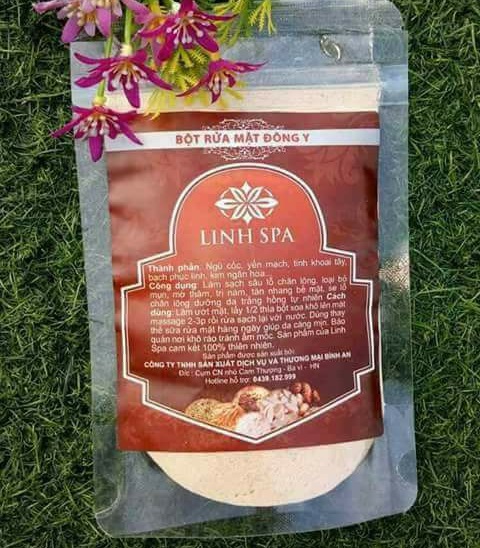 BỘT RỬA MẶT ĐÔNG Y
LINH SPA
Thành phần: Ngũ cốc, yến mạch, tinh khoai tây,
bạch phục linh, kim ngân hoa...
Công dụng: Làm sạch sâu lỗ chân lông, loại bỏ
mụn, mờ thâm, trị nám, tàn nhang bề mặt, se lỗ
chân lông dưỡng da trắng hồng tự nhiên Cách
dùng: Làm ướt mặt, lấy 1/2 thìa bột soa khô lên mặt
massage 2-3p rồi rửa sạch lại với nước. Dùng thay
thế sữa rửa mặt hàng ngày giúp da căng mịn. Bảo
quản nơi khô ráo tránh ẩm mốc. Sản phẩm của Linh
Spa cam kết 100% thiên nhiên.
Sản phẩm được sản xuất bởi:
CÔNG TY TNHH SẢN XUẤT DỊCH VỤ VÀ THƯƠNG MẠI BÌNH AN
Đ/c : Cụm CN nhỏ Cam Thượng - Ba vì - HN
Hotline hỗ trợ: 0439.182.999